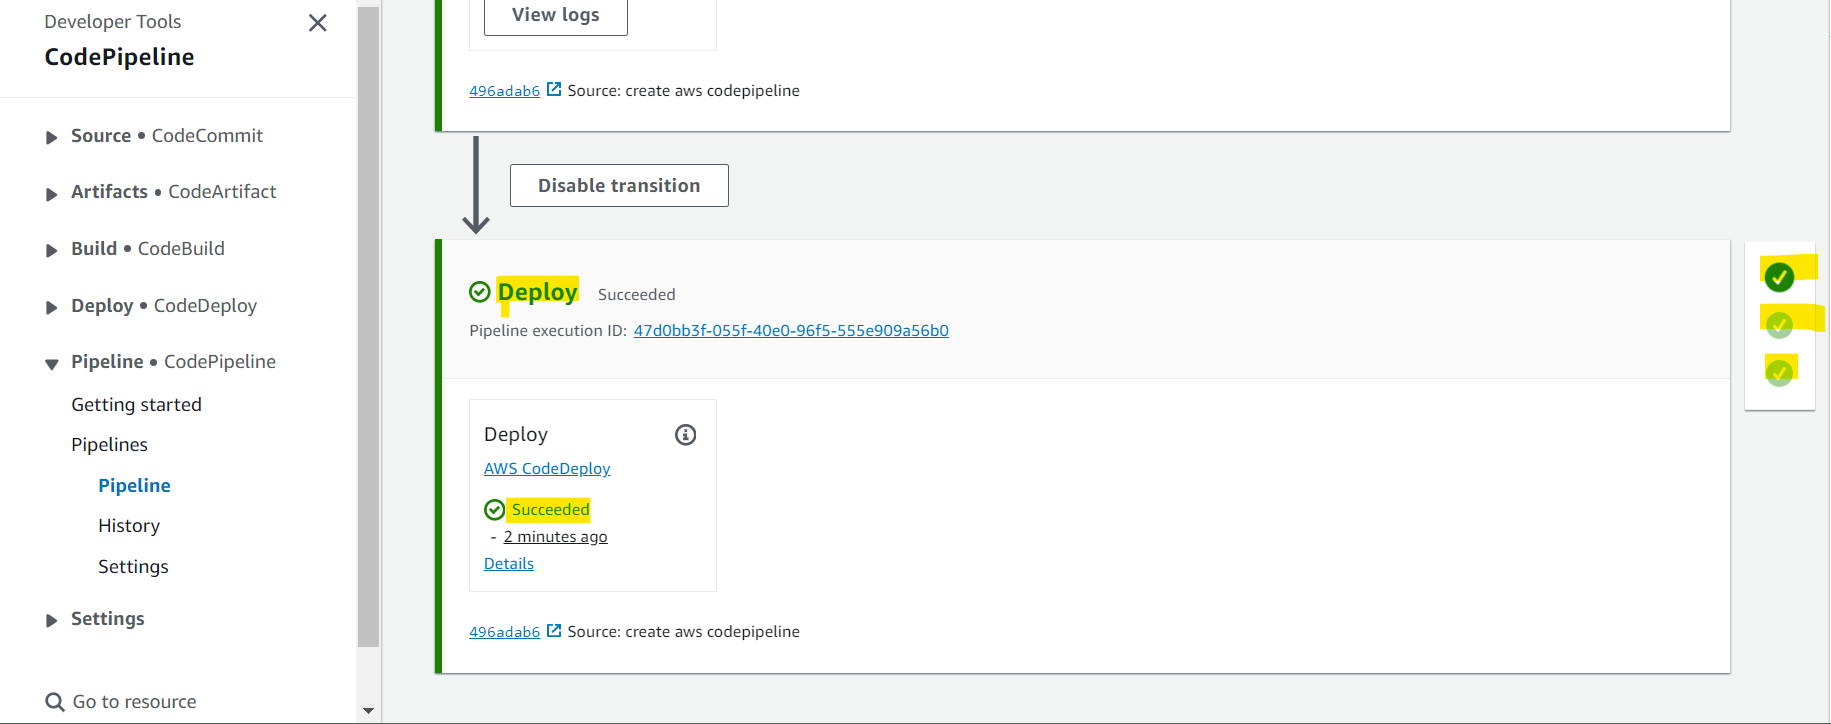 Developer Tools
CodePipeline
Source • CodeCommit
Artifacts • CodeArtifact
Build • CodeBuild
Deploy • CodeDeploy
Pipeline • CodePipeline
Getting started
Pipelines
Pipeline
History
Settings
Settings
Go to resource
View logs
496adab6 Source: create aws codepipeline
Disable transition
Deploy Succeeded
Pipeline execution ID: 47d0bb3f-055f-40e0-96f5-555e909a56b0
Deploy
AWS CodeDeploy
Succeeded
- 2 minutes ago
Details
496adab6 Source: create aws codepipeline